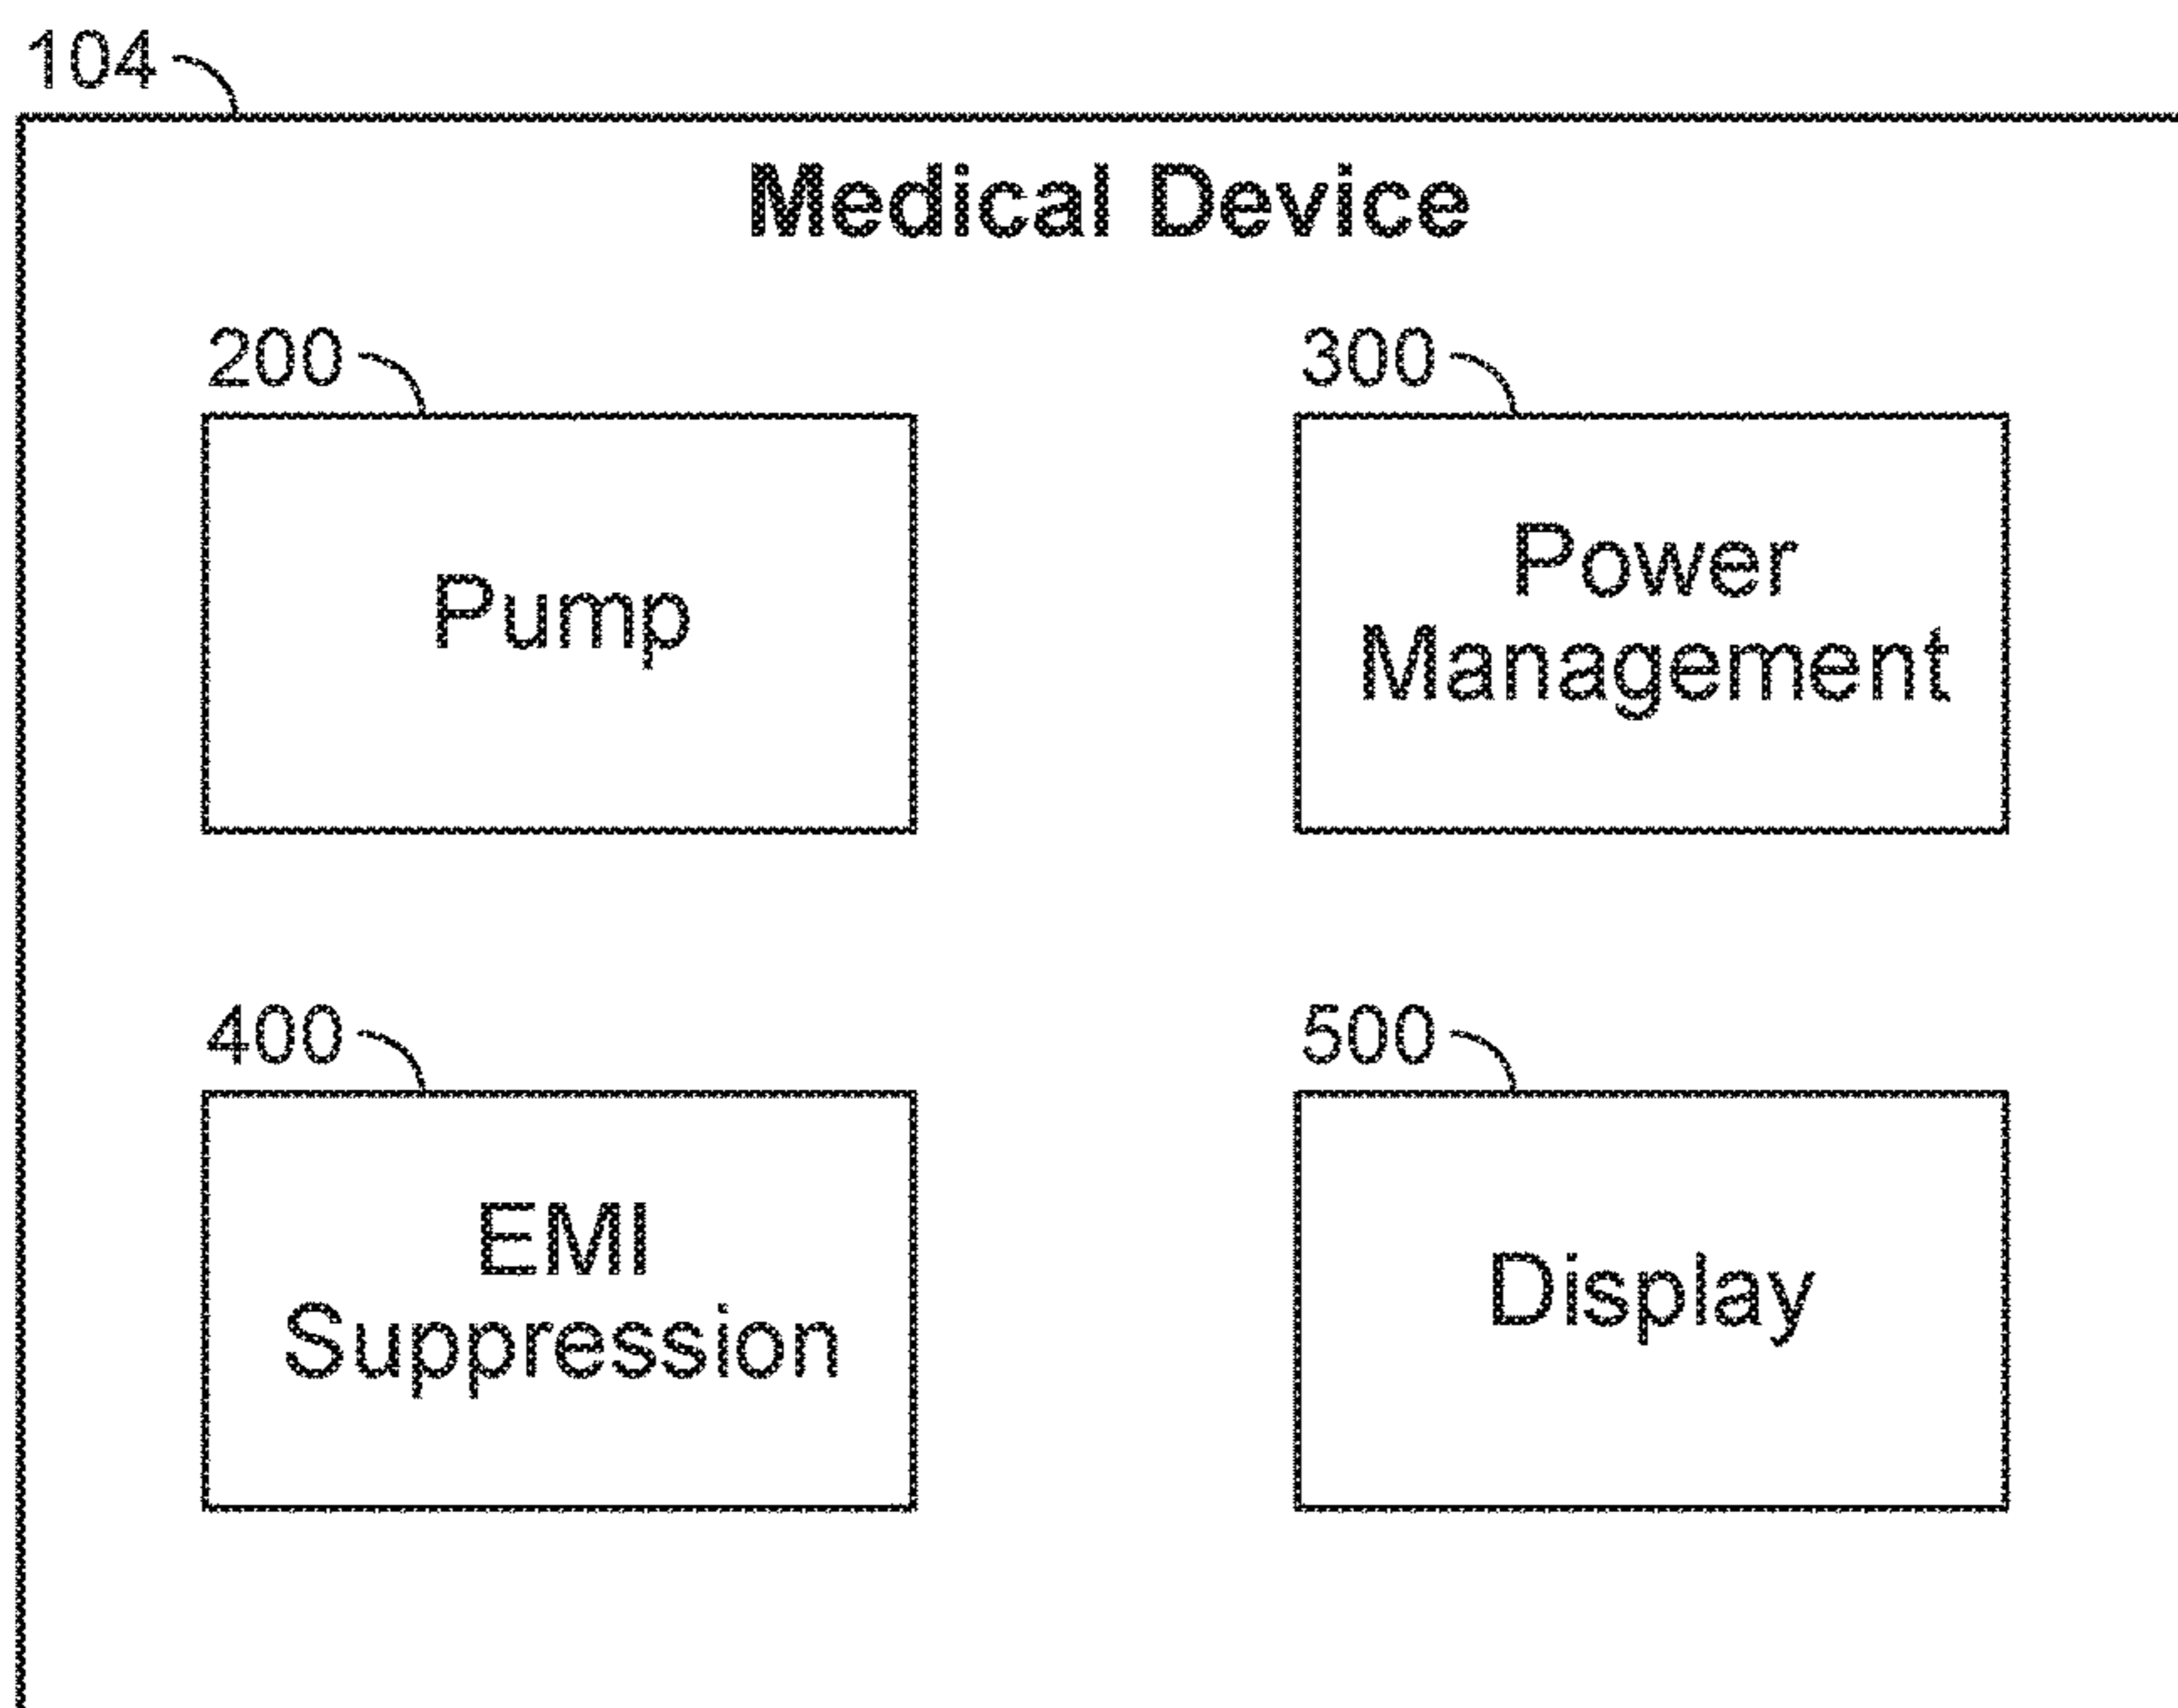 104
Medical Device
200
Pump
300
Power
Management
400
EMI
Suppression
500
Display